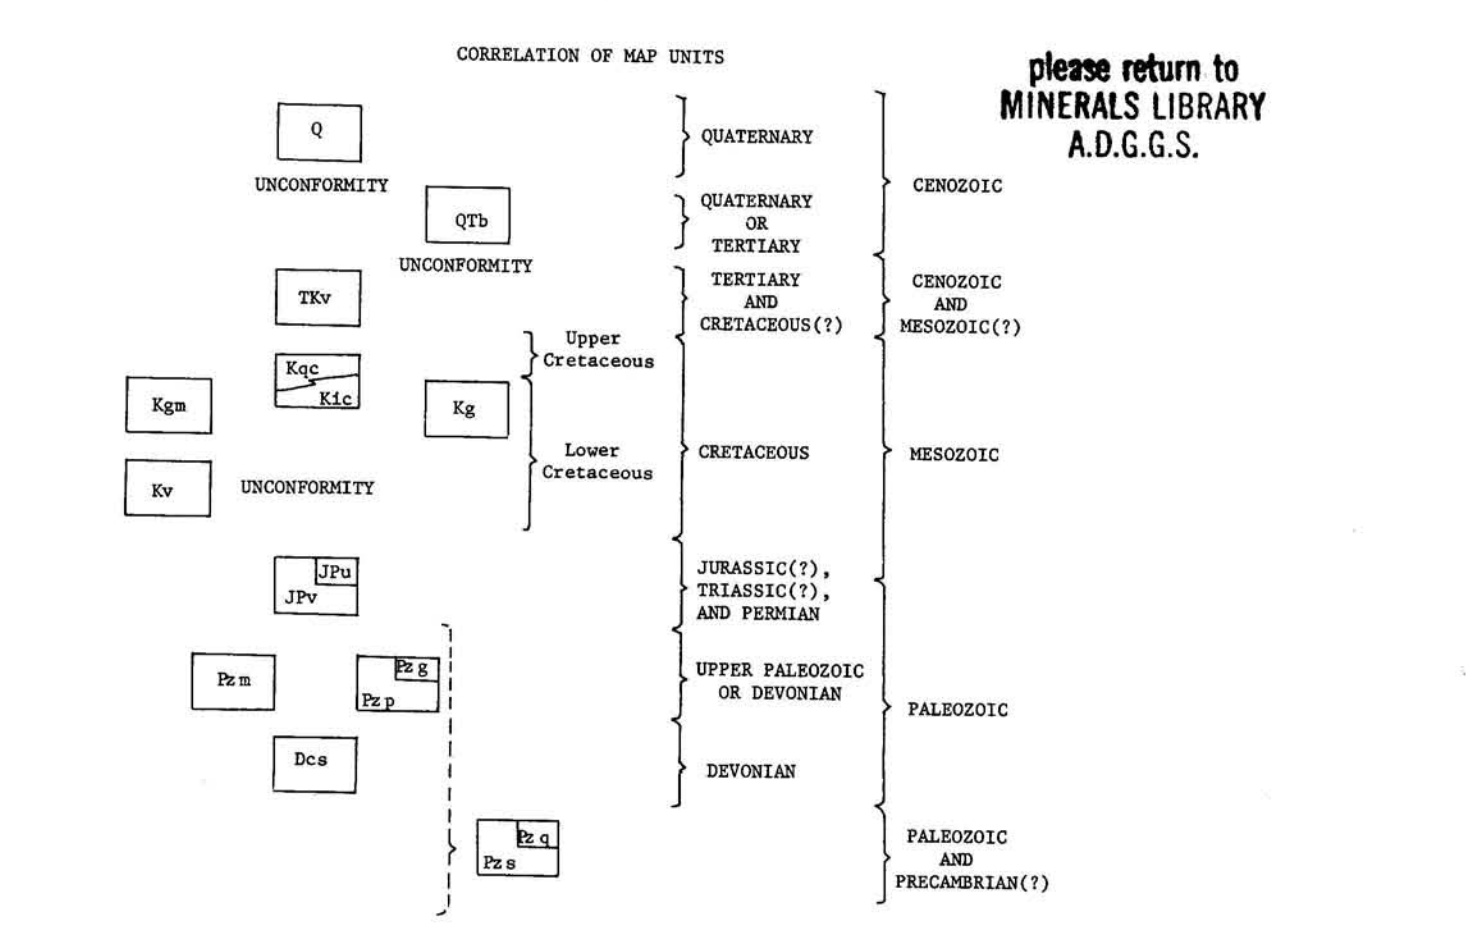 CORRELATION OF MAP UNITS
please return to
MINERALS LIBRARY
A.D.G.G.S.
Q
UNCONFORMITY
QTb
UNCONFORMITY
TKv
Kqc
Kic
Kgm
Kg
Kv
UNCONFORMITY
JPu
JPv
Pzm
Pzg
Pzp
Dcs
Pzq
Pzs
Upper
Cretaceous
Lower
Cretaceous
QUATERNARY
QUATERNARY
OR
TERTIARY
TERTIARY
AND
CRETACEOUS(?)
CRETACEOUS
JURASSIC(?),
TRIASSIC(?),
AND PERMIAN
UPPER PALEOZOIC
OR DEVONIAN
DEVONIAN
CENOZOIC
CENOZOIC
AND
MESOZOIC(?)
MESOZOIC
PALEOZOIC
PALEOZOIC
AND
PRECAMBRIAN(?)